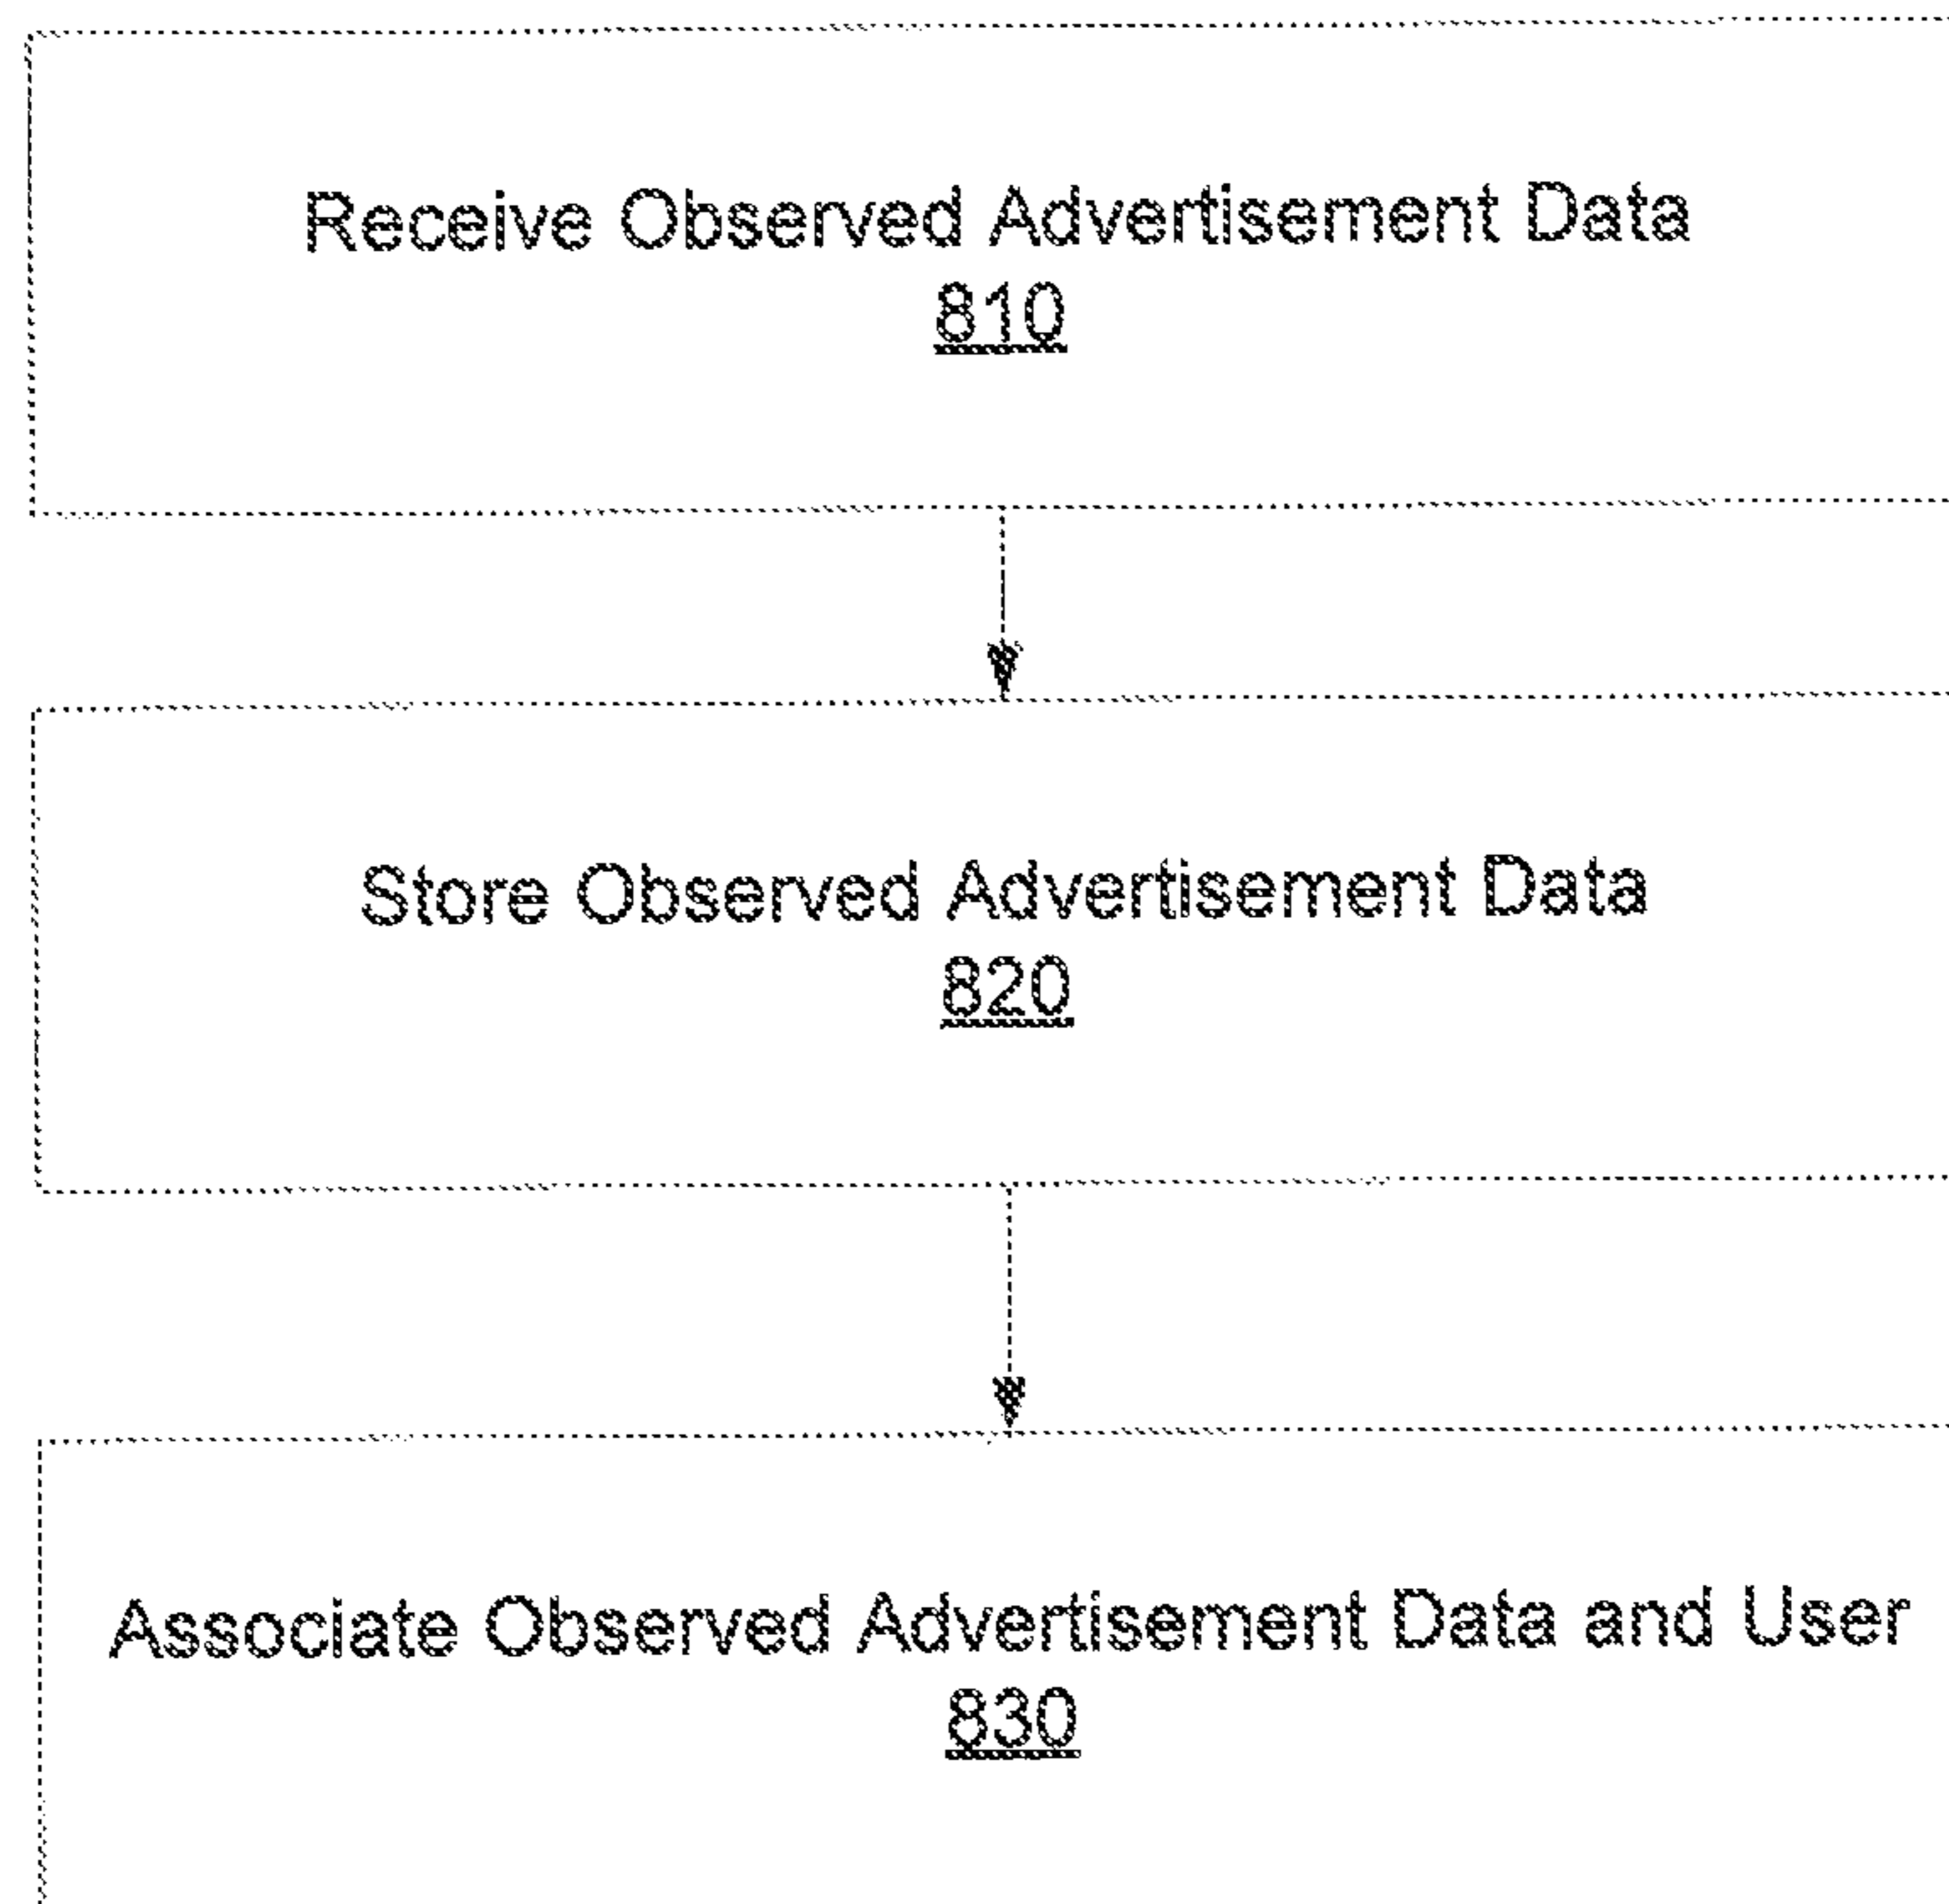 Receive Observed Advertisement Data
810
Store Observed Advertisement Data
820
Associate Observed Advertisement Data and User
830